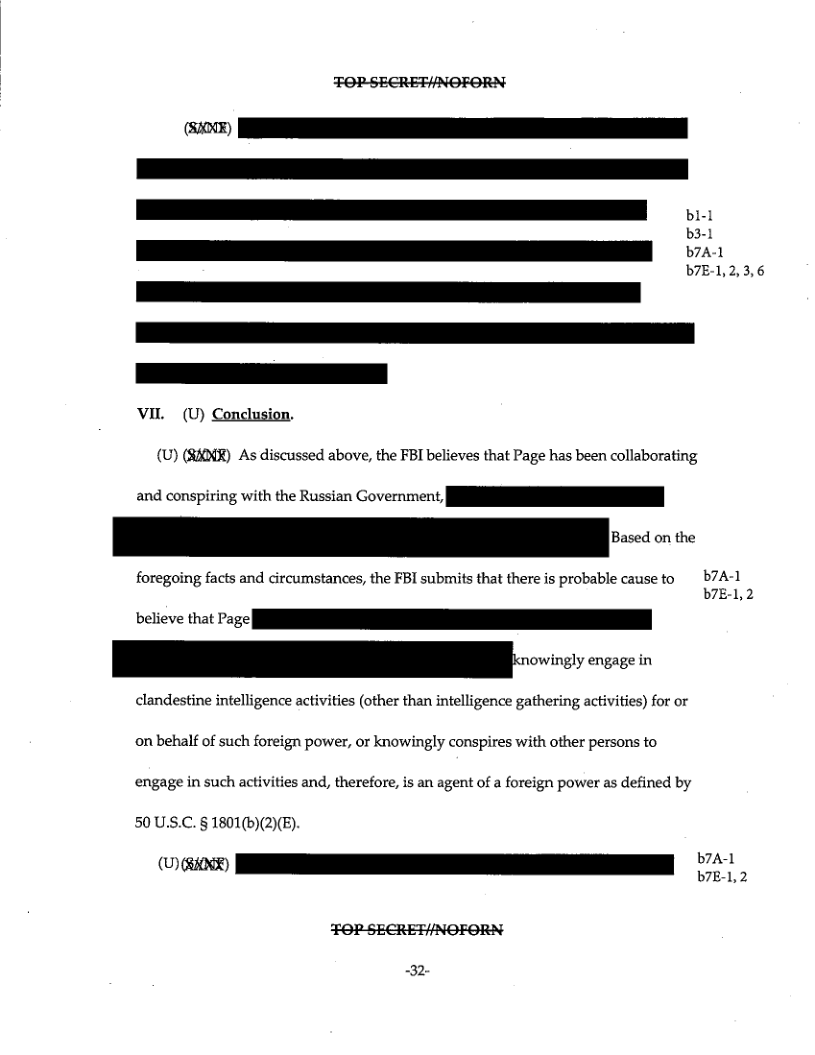 TOP SECRET//NOFORN
(S//NF)
b1-1
b3-1
b7A-1
b7E-1, 2, 3, 6
VII. (U) Conclusion.
(U) (S//NF) As discussed above, the FBI believes that Page has been collaborating
and conspiring with the Russian Government,
Based on the
foregoing facts and circumstances, the FBI submits that there is probable cause to
b7A-1
b7E-1, 2
believe that Page
knowingly engage in
clandestine intelligence activities (other than intelligence gathering activities) for or
on behalf of such foreign power, or knowingly conspires with other persons to
engage in such activities and, therefore, is an agent of a foreign power as defined by
50 U.S.C. § 1801(b)(2)(E).
(U) (S//NF)
b7A-1
b7E-1, 2
TOP SECRET//NOFORN
-32-